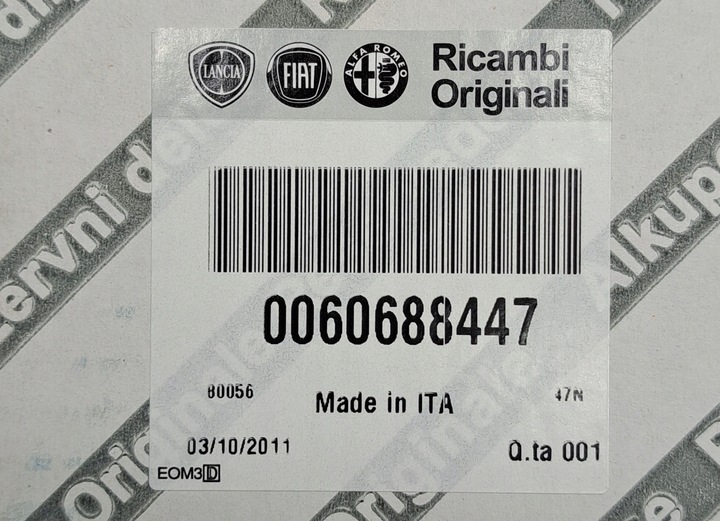 LANCIA
FIAT
ALFA ROMEO
Ricambi
Originali
0060688447
80056
Made in ITA
47N
03/10/2011
Q.ta 001
EOM3D